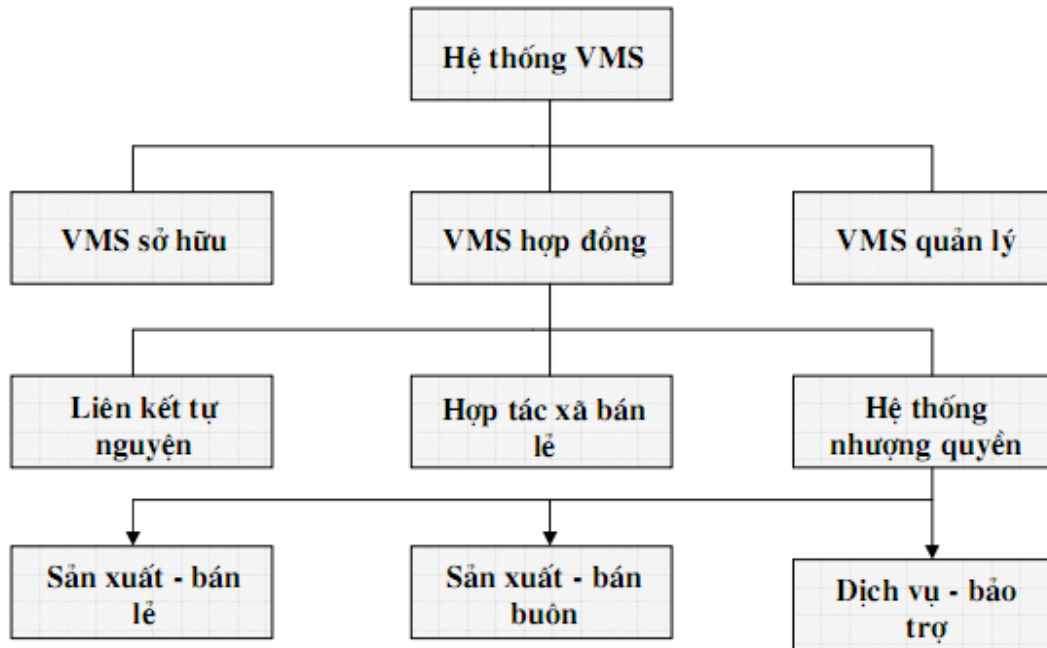 Hệ thống VMS
VMS sở hữu
VMS hợp đồng
VMS quản lý
Liên kết tự
nguyện
Hợp tác xã bán
lẻ
Hệ thống
nhượng quyền
Sản xuất - bán
lẻ
Sản xuất - bán
buôn
Dịch vụ - bảo
trợ